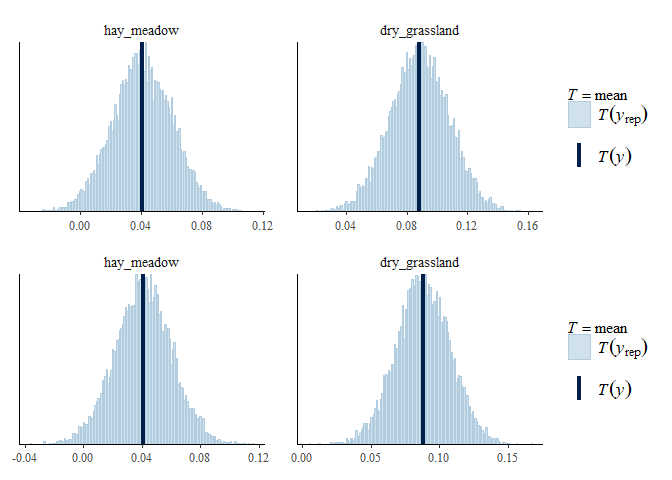 hay_meadow
dry_grassland
T = mean
T(yrep)
T(y)
0.00 0.04 0.08 0.12
0.04 0.08 0.12 0.16
hay_meadow
dry_grassland
T = mean
T(yrep)
T(y)
-0.04 0.00 0.04 0.08 0.12
0.00 0.05 0.10 0.15